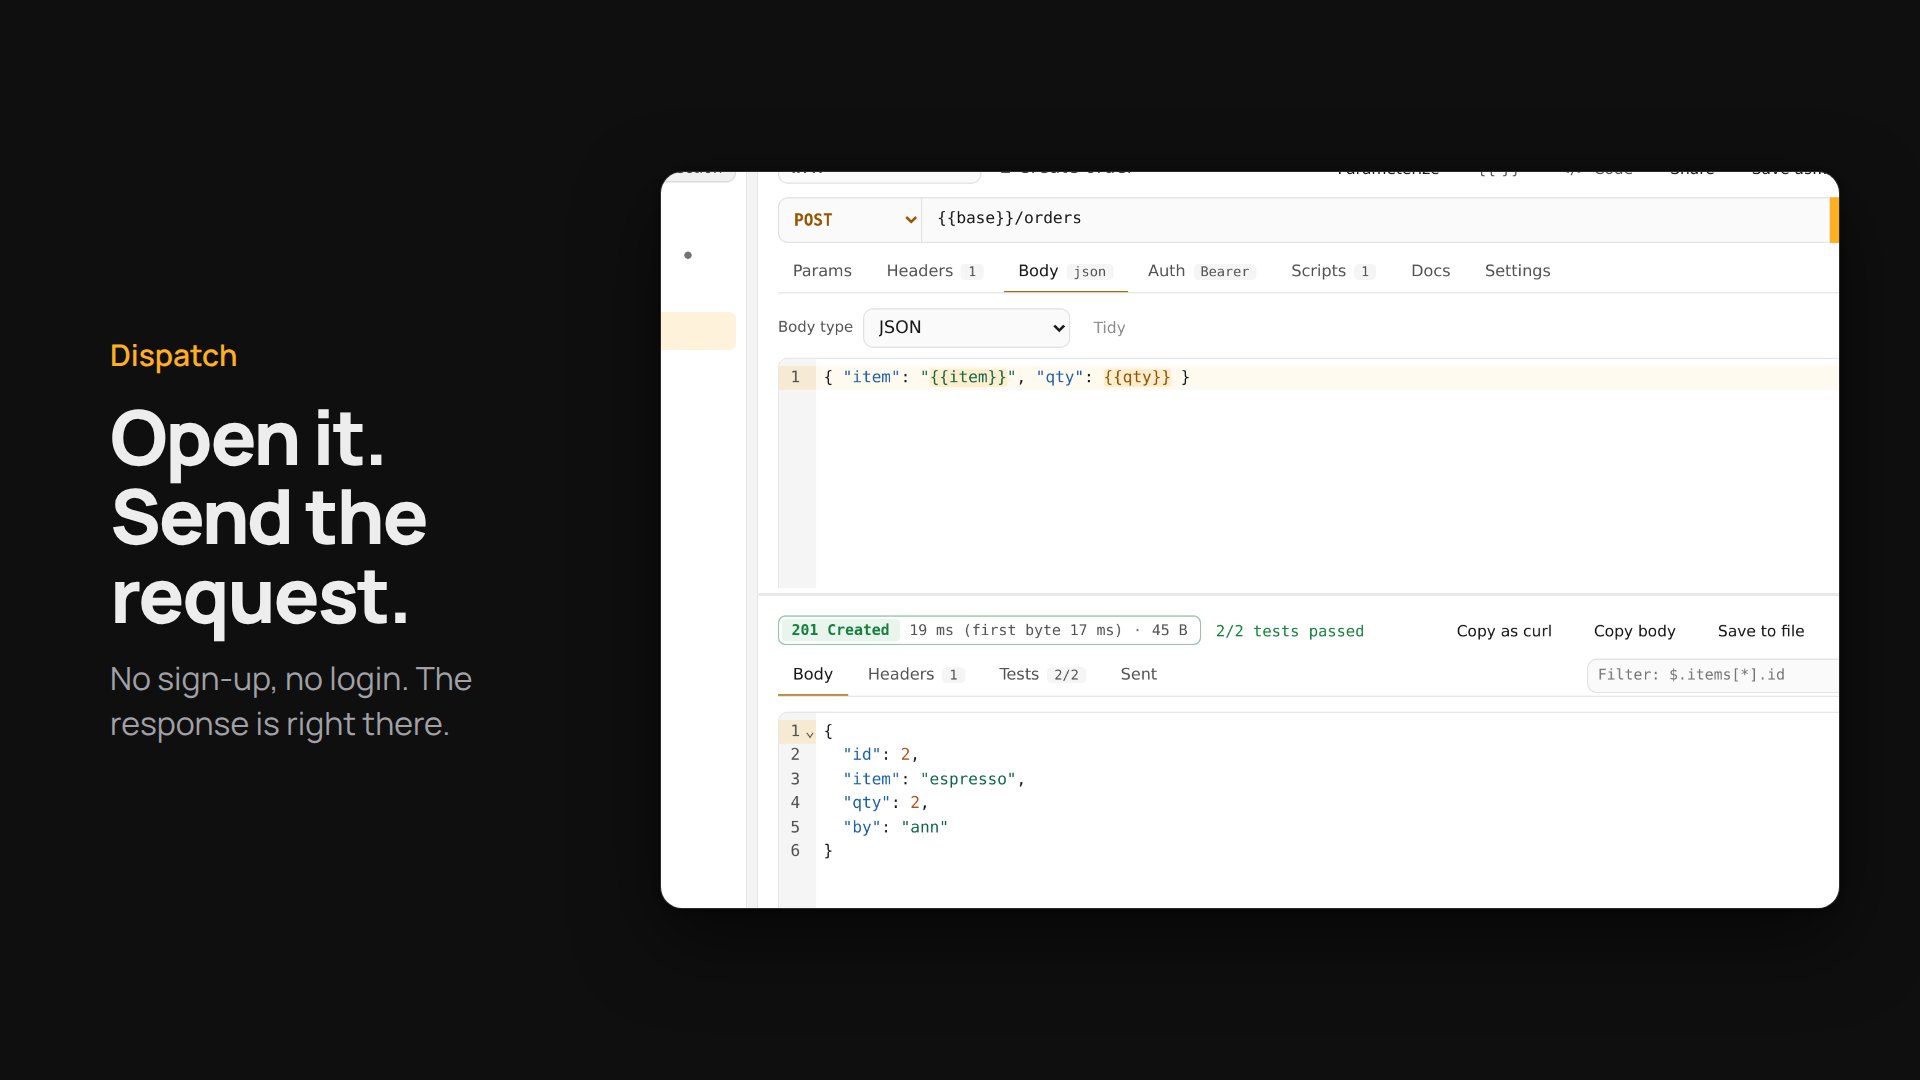 Dispatch
Open it.
Send the
request.
No sign-up, no login. The
response is right there.
POST {{base}}/orders
Params Headers 1 Body json Auth Bearer Scripts 1 Docs Settings
Body type JSON Tidy
1 { "item": "{{item}}", "qty": {{qty}} }
201 Created 19 ms (first byte 17 ms) · 45 B 2/2 tests passed Copy as curl Copy body Save to file
Body Headers 1 Tests 2/2 Sent Filter: $.items[*].id
1 {
2 "id": 2,
3 "item": "espresso",
4 "qty": 2,
5 "by": "ann"
6 }